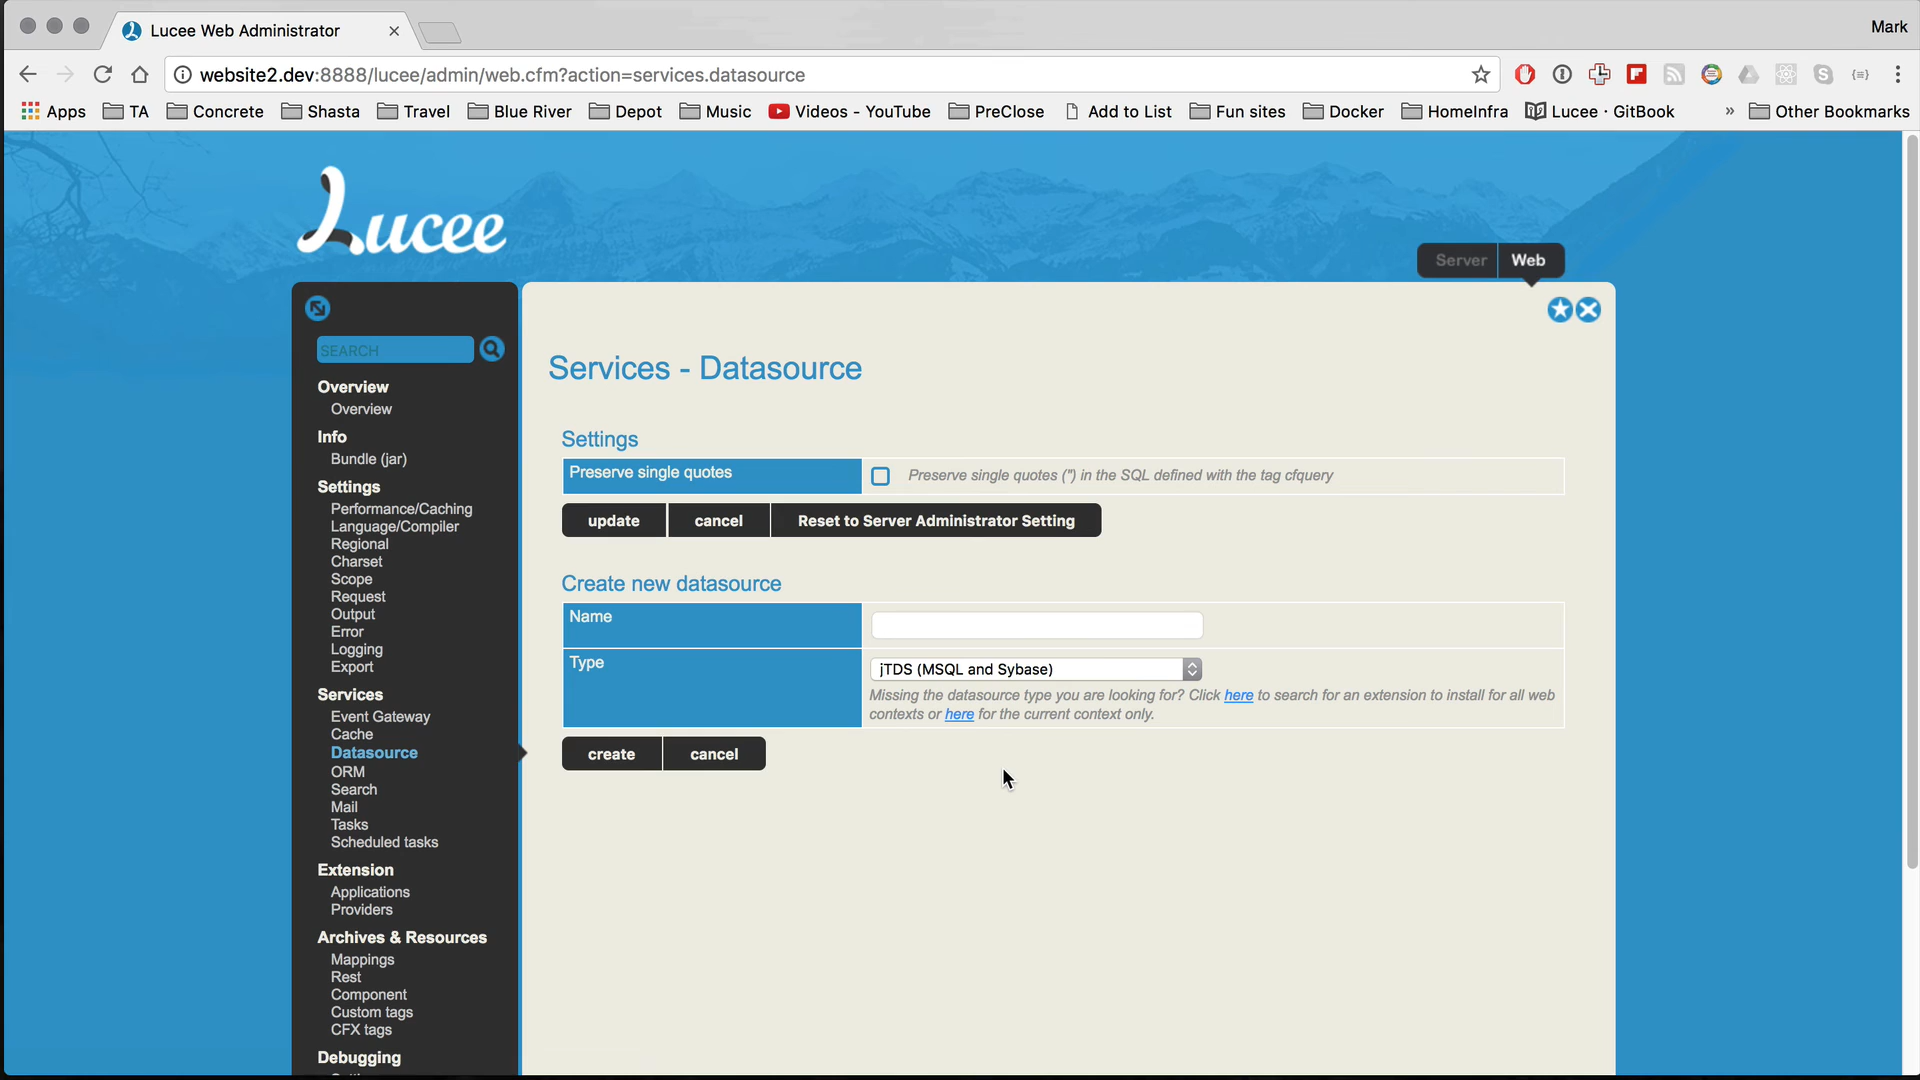 Lucee Web Administrator
Mark
website2.dev:8888/lucee/admin/web.cfm?action=services.datasource
Apps TA Concrete Shasta Travel Blue River Depot Music Videos - YouTube PreClose Add to List Fun sites Docker HomeInfra Lucee · GitBook » Other Bookmarks
Lucee
Server Web
SEARCH
Overview
Overview
Info
Bundle (jar)
Settings
Performance/Caching
Language/Compiler
Regional
Charset
Scope
Request
Output
Error
Logging
Export
Services
Event Gateway
Cache
Datasource
ORM
Search
Mail
Tasks
Scheduled tasks
Extension
Applications
Providers
Archives & Resources
Mappings
Rest
Component
Custom tags
CFX tags
Debugging
Services - Datasource
Settings
Preserve single quotes
Preserve single quotes (") in the SQL defined with the tag cfquery
update cancel Reset to Server Administrator Setting
Create new datasource
Name
Type
jTDS (MSQL and Sybase)
Missing the datasource type you are looking for? Click here to search for an extension to install for all web
contexts or here for the current context only.
create cancel